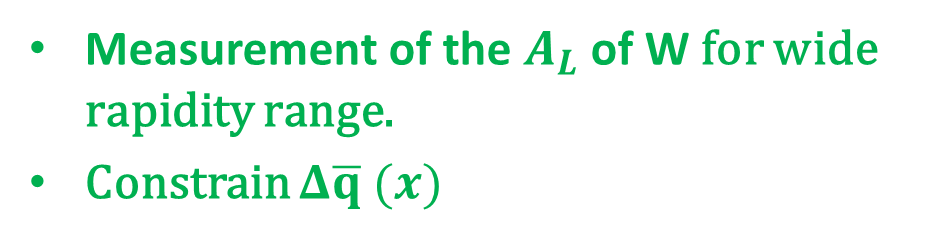 • Measurement of the A_L of W for wide
rapidity range.
• Constrain Δq̅ (x)